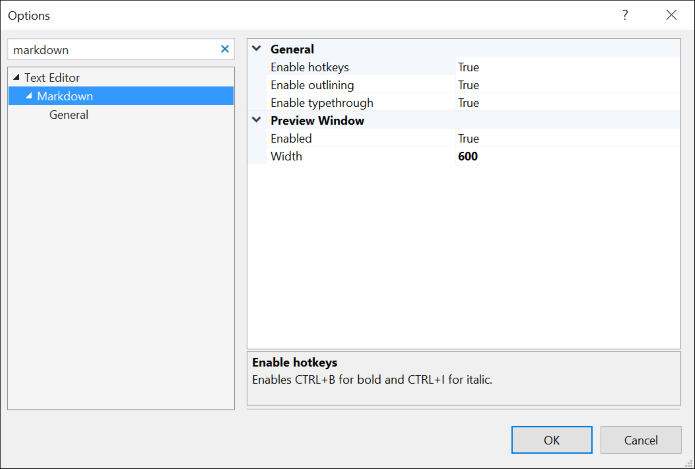 Options
markdown
Text Editor
Markdown
General
General
Enable hotkeys True
Enable outlining True
Enable typethrough True
Preview Window
Enabled True
Width 600
Enable hotkeys
Enables CTRL+B for bold and CTRL+I for italic.
OK Cancel